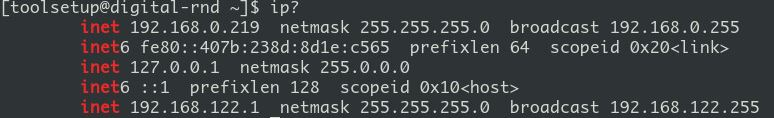 [toolsetup@digital-rnd ~]$ ip?
inet 192.168.0.219 netmask 255.255.255.0 broadcast 192.168.0.255
inet6 fe80::407b:238d:8d1e:c565 prefixlen 64 scopeid 0x20<link>
inet 127.0.0.1 netmask 255.0.0.0
inet6 ::1 prefixlen 128 scopeid 0x10<host>
inet 192.168.122.1 netmask 255.255.255.0 broadcast 192.168.122.255